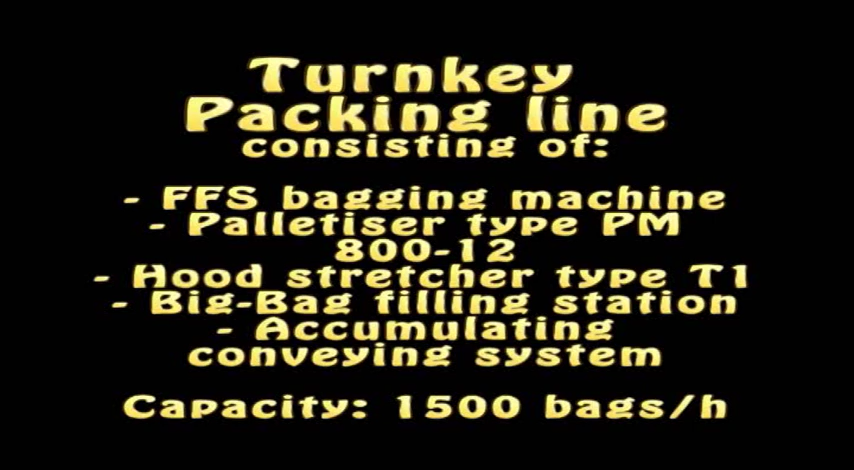 Turnkey
Packing line
consisting of:
- FFS bagging machine
- Palletiser type PM
800-12
- Hood stretcher type T1
- Big-Bag filling station
- Accumulating
conveying system
Capacity: 1500 bags/h